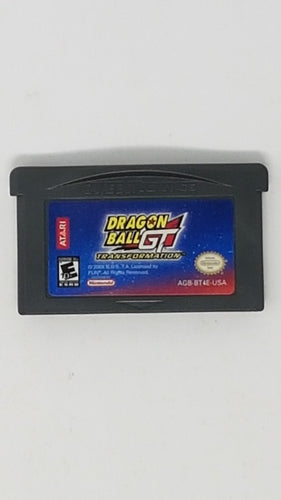 GAME BOY ADVANCE
ATARI
DRAGON
BALL GT
TRANSFORMATION
E
AGB-BT4E-USA
Nintendo